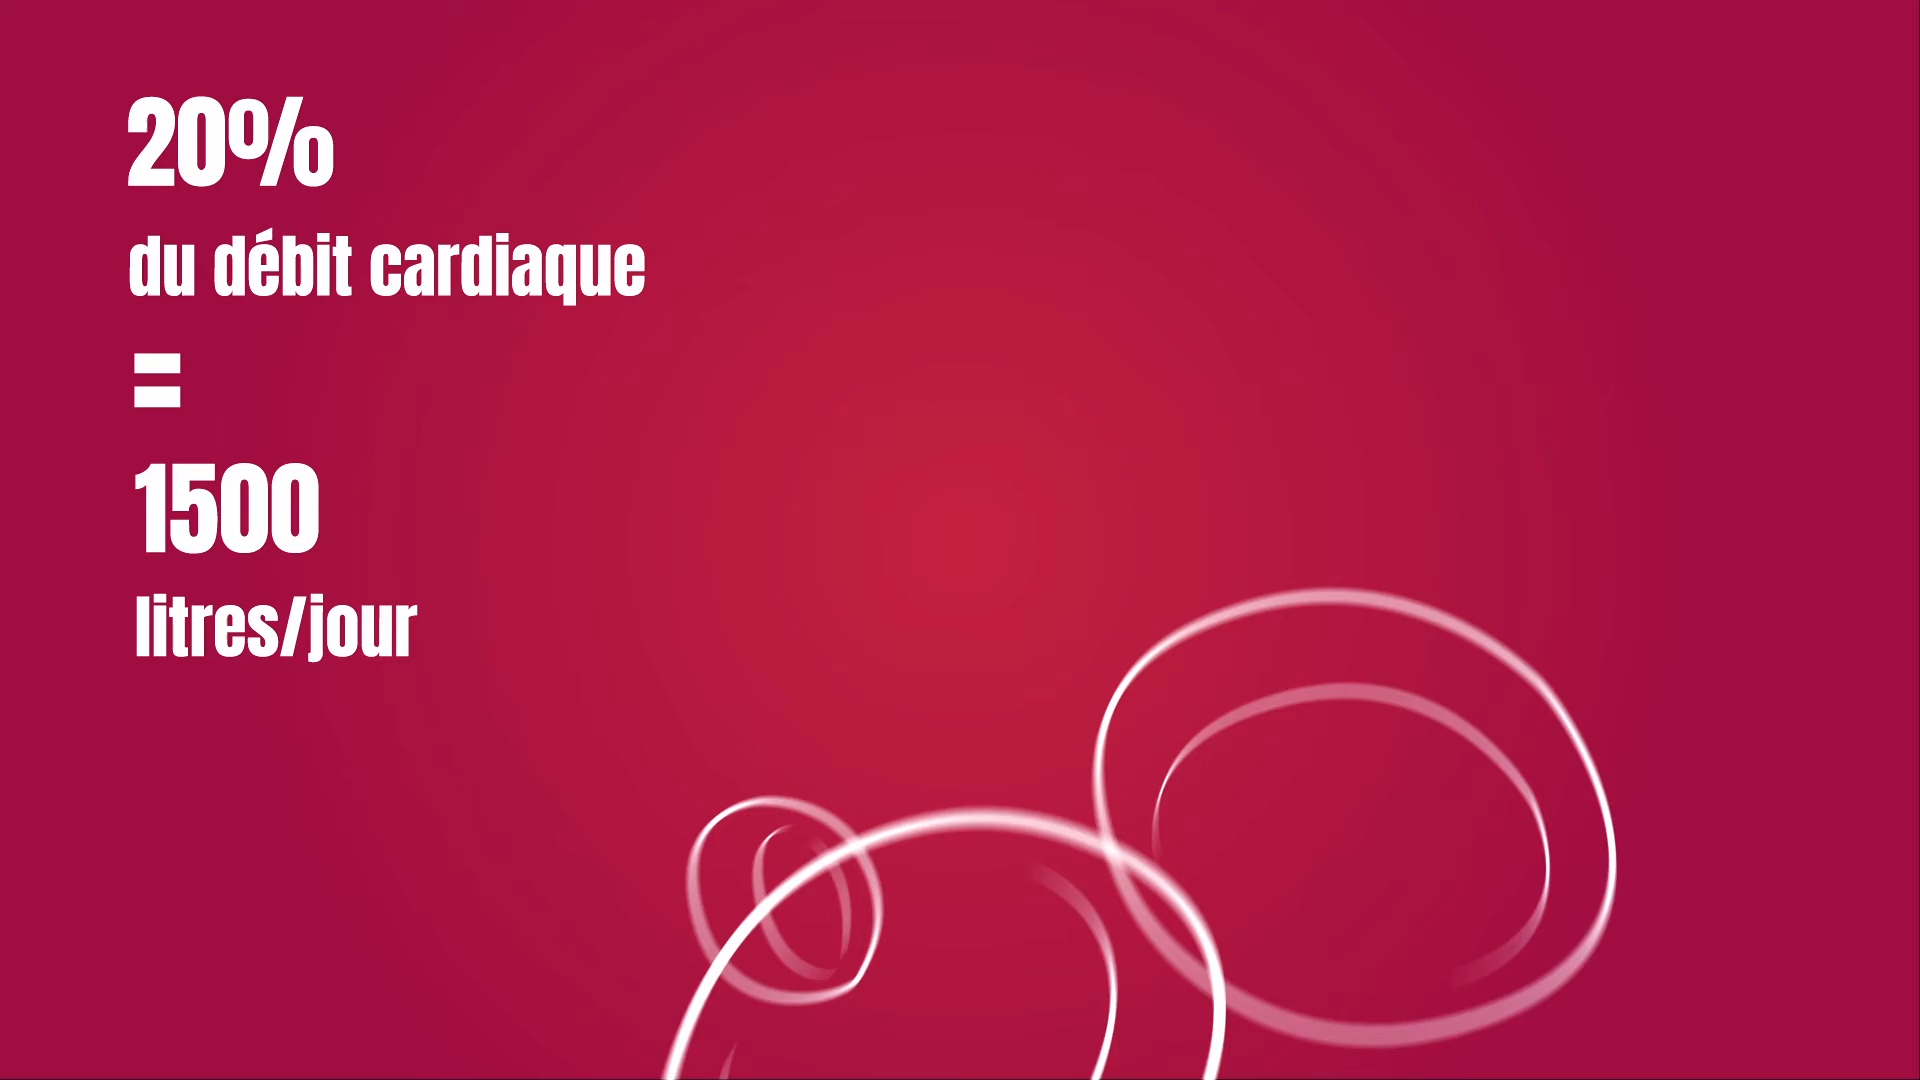 20%
du débit cardiaque
=
1500
litres/jour